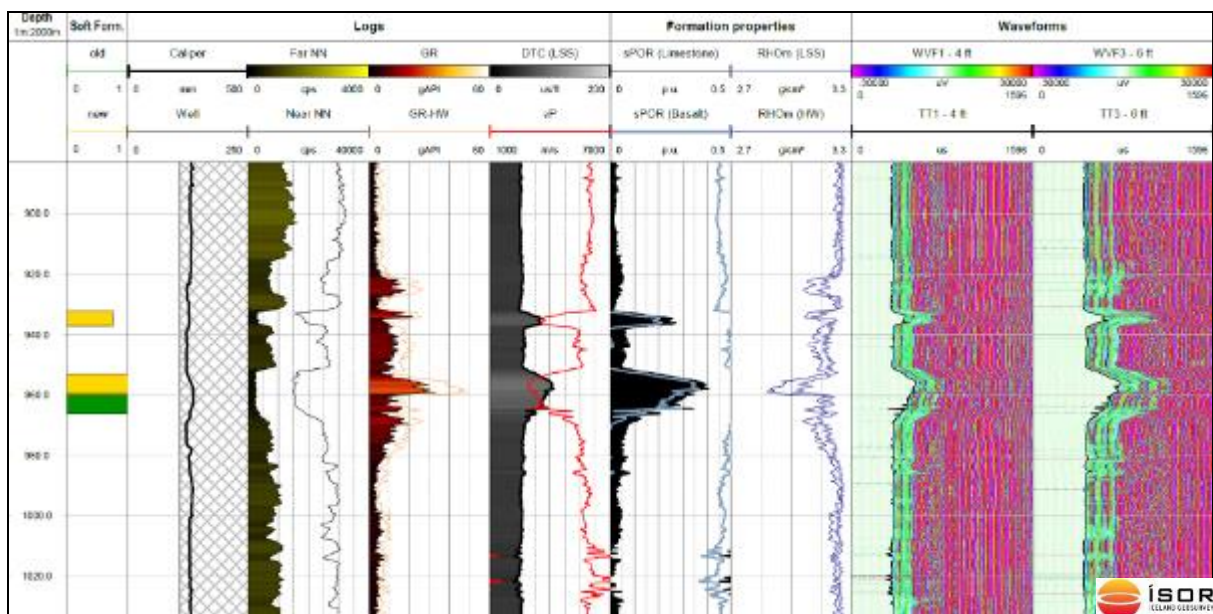 Depth Soft Form. Logs Formation properties Waveforms
1m:2000m old Caliper Far NN GR DTC (LSS) sPOR (Limestone) RHOm (LSS) WVF1 - 4 ft WVF3 - 6 ft
0 1 0 mm 500 0 cps 4000 0 gAPI 60 0 us/ft 200 0 p.u. 0.5 2.7 g/cm³ 3.3 -30000 uV 30000 -30000 uV 30000
0 1596 0 1596
new Well Near NN GR-HW vP sPOR (Basalt) RHOm (HW) TT1 - 4 ft TT3 - 6 ft
0 1 0 250 0 cps 40000 0 gAPI 60 1000 m/s 7000 0 p.u. 0.5 2.7 g/cm³ 3.3 0 us 1596 0 us 1596
900.0
920.0
940.0
960.0
980.0
1000.0
1020.0
ÍSOR
ICELAND GEOSURVEY